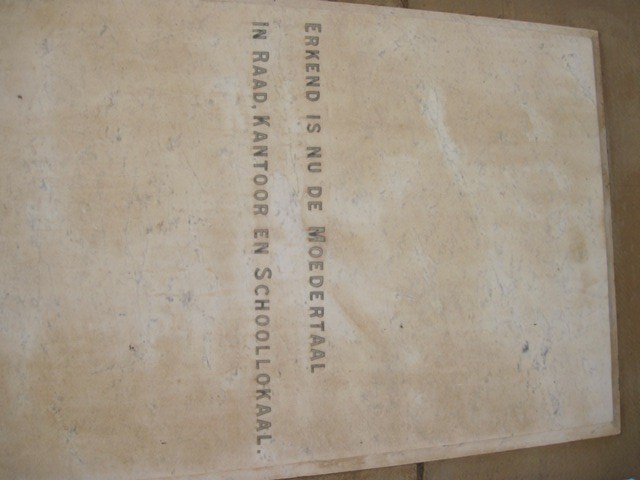 ERKEND IS NU DE MOEDERTAAL
IN RAAD, KANTOOR EN SCHOOLLOKAAL.